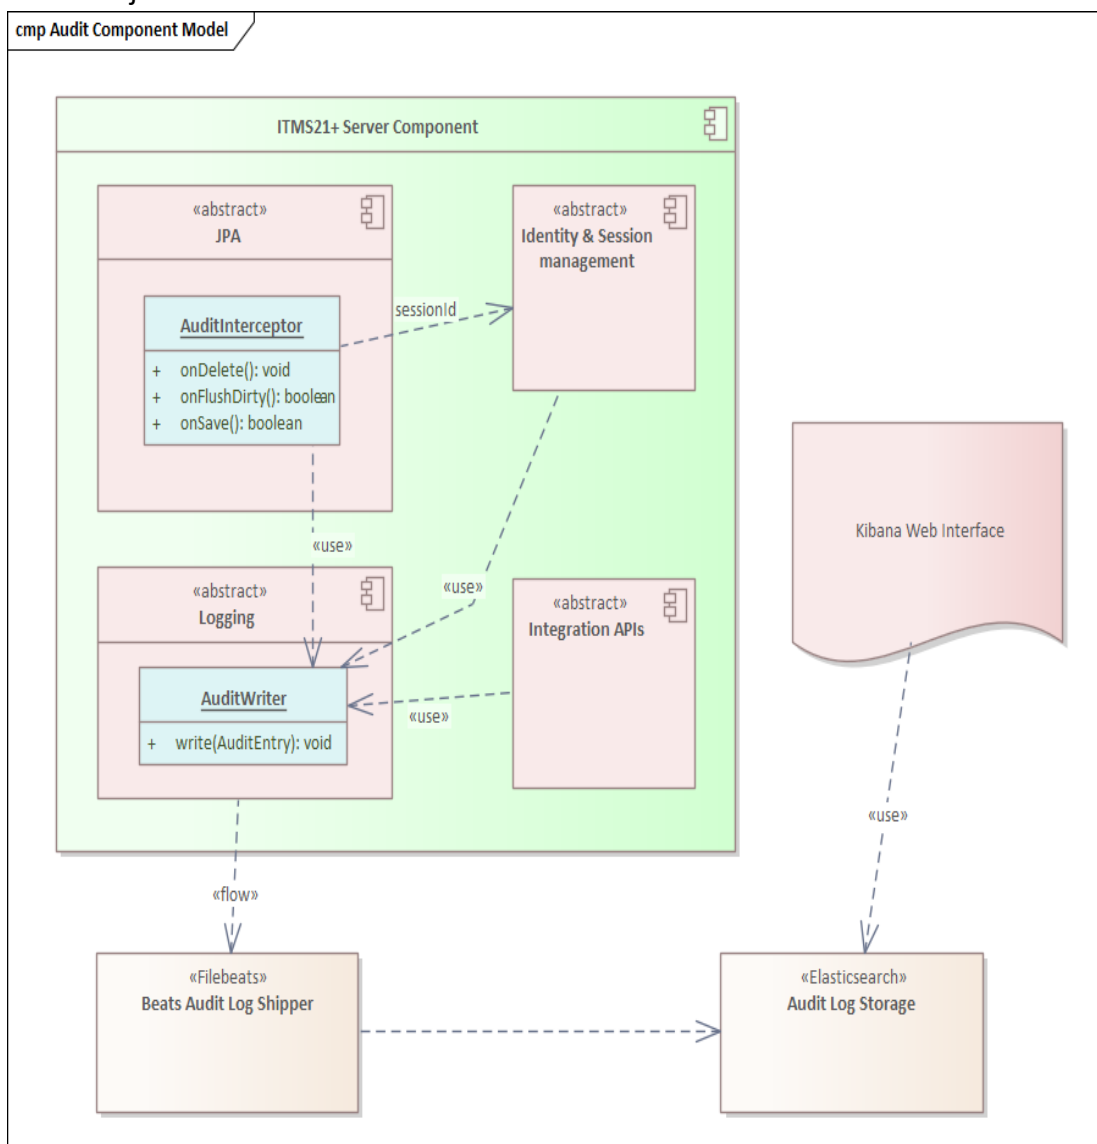 cmp Audit Component Model
ITMS21+ Server Component
«abstract»
JPA
«abstract»
Identity & Session
management
AuditInterceptor
+ onDelete(): void
+ onFlushDirty(): boolean
+ onSave(): boolean
sessionId
Kibana Web Interface
«use»
«use»
«abstract»
Logging
«abstract»
Integration APIs
AuditWriter
+ write(AuditEntry): void
«use»
«use»
«flow»
«Filebeats»
Beats Audit Log Shipper
«Elasticsearch»
Audit Log Storage